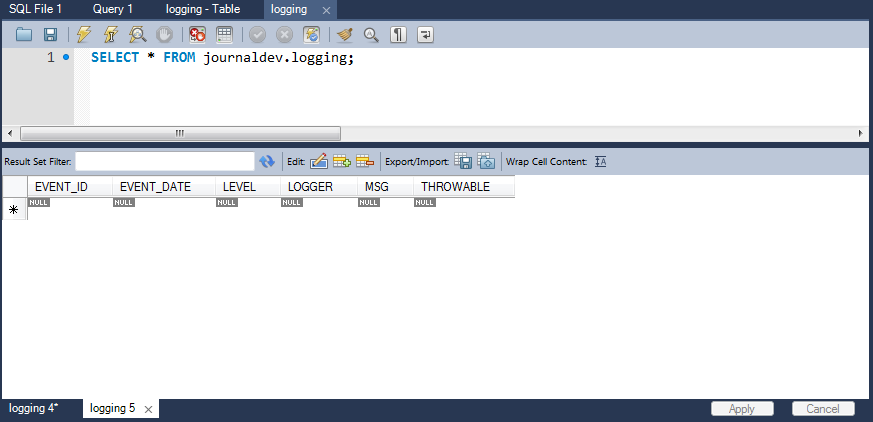 SQL File 1 Query 1 logging - Table logging
1 SELECT * FROM journaldev.logging;
Result Set Filter: Edit: Export/Import: Wrap Cell Content: IA
EVENT_ID EVENT_DATE LEVEL LOGGER MSG THROWABLE
NULL NULL NULL NULL NULL NULL
logging 4* logging 5 Apply Cancel